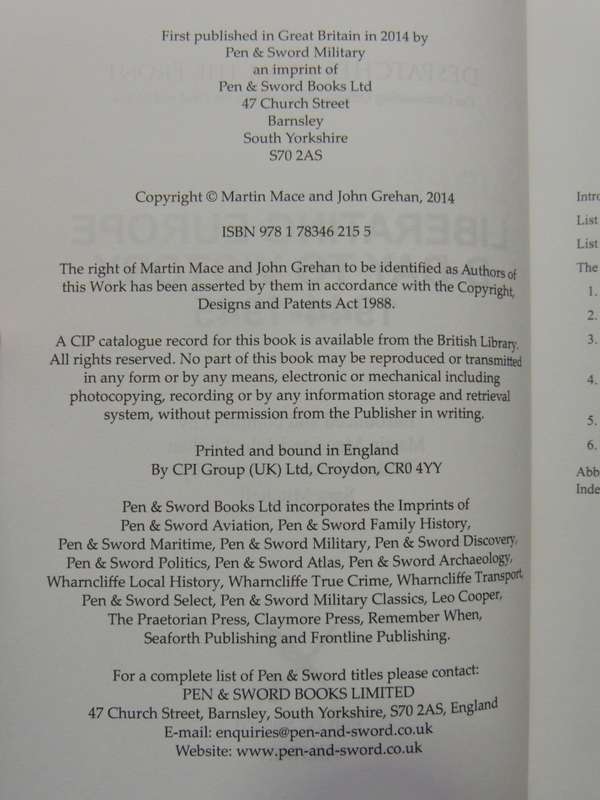 First published in Great Britain in 2014 by
Pen & Sword Military
an imprint of
Pen & Sword Books Ltd
47 Church Street
Barnsley
South Yorkshire
S70 2AS
Copyright © Martin Mace and John Grehan, 2014
ISBN 978 1 78346 215 5
The right of Martin Mace and John Grehan to be identified as Authors of
this Work has been asserted by them in accordance with the Copyright,
Designs and Patents Act 1988.
A CIP catalogue record for this book is available from the British Library.
All rights reserved. No part of this book may be reproduced or transmitted
in any form or by any means, electronic or mechanical including
photocopying, recording or by any information storage and retrieval
system, without permission from the Publisher in writing.
Printed and bound in England
By CPI Group (UK) Ltd, Croydon, CR0 4YY
Pen & Sword Books Ltd incorporates the Imprints of
Pen & Sword Aviation, Pen & Sword Family History,
Pen & Sword Maritime, Pen & Sword Military, Pen & Sword Discovery,
Pen & Sword Politics, Pen & Sword Atlas, Pen & Sword Archaeology,
Wharncliffe Local History, Wharncliffe True Crime, Wharncliffe Transport,
Pen & Sword Select, Pen & Sword Military Classics, Leo Cooper,
The Praetorian Press, Claymore Press, Remember When,
Seaforth Publishing and Frontline Publishing.
For a complete list of Pen & Sword titles please contact:
PEN & SWORD BOOKS LIMITED
47 Church Street, Barnsley, South Yorkshire, S70 2AS, England
E-mail: enquiries@pen-and-sword.co.uk
Website: www.pen-and-sword.co.uk
Intro
List
List
The
1.
2.
3.
4.
5.
6.
Abb
Inde